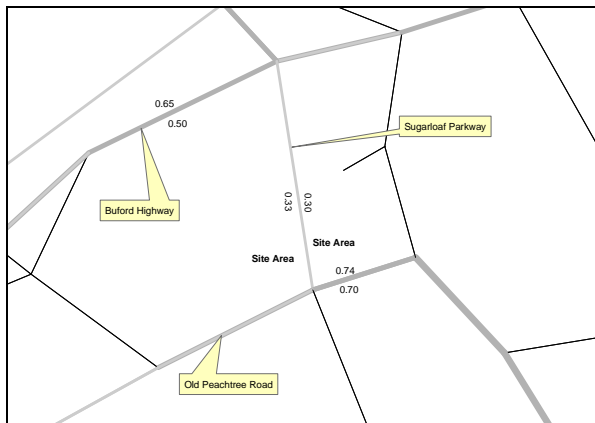 0.65
0.50
Sugarloaf Parkway
Buford Highway
0.33
0.30
Site Area
Site Area
0.74
0.70
Old Peachtree Road